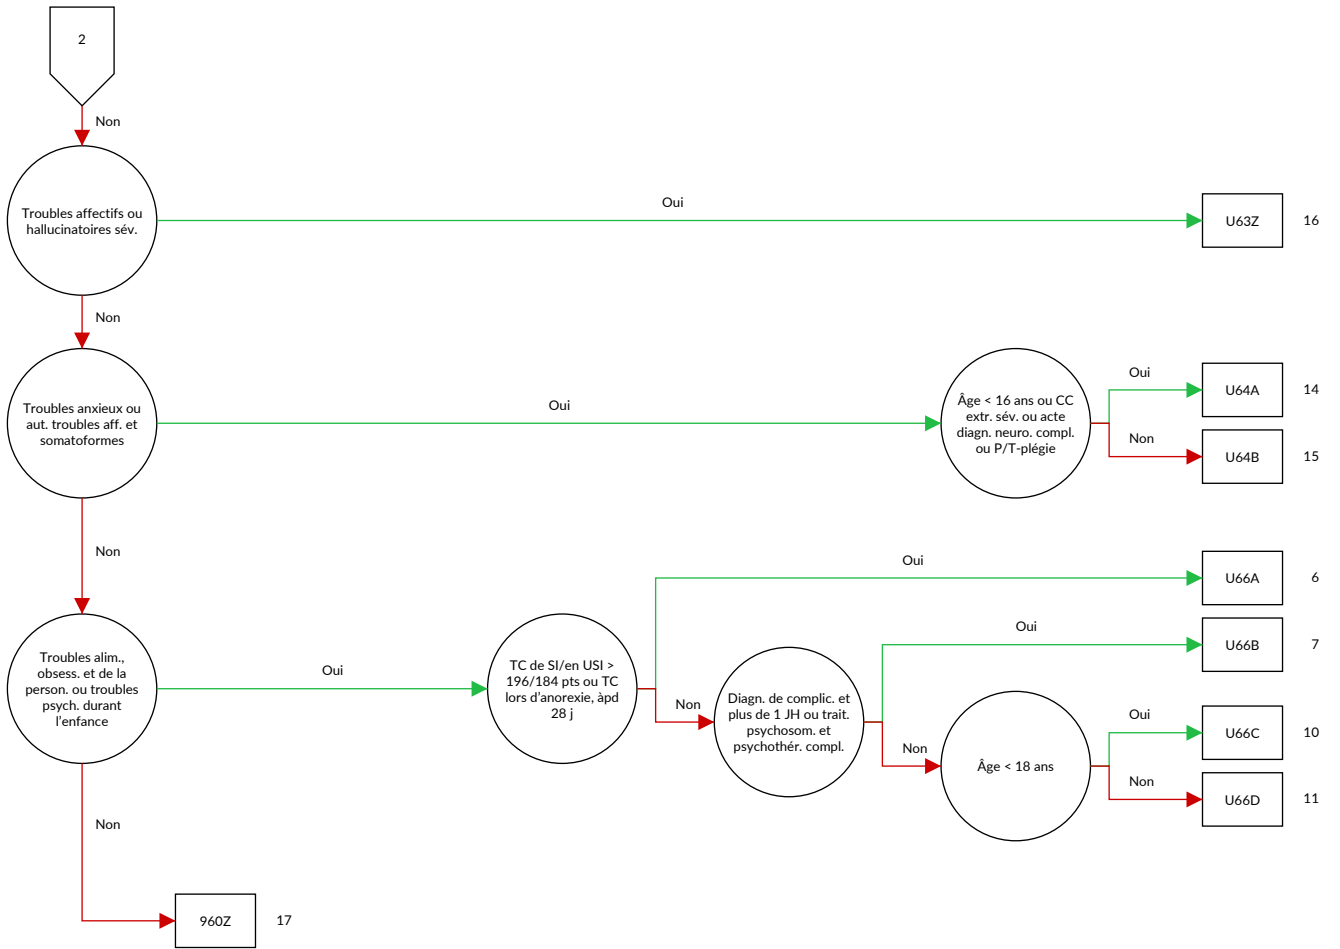 2
Non
Troubles affectifs ou
hallucinatoires sév.
Oui
U63Z
16
Non
Troubles anxieux ou
aut. troubles aff. et
somatoformes
Oui
Âge < 16 ans ou CC
extr. sév. ou acte
diagn. neuro. compl.
ou P/T-plégie
Oui
U64A
14
Non
U64B
15
Non
Troubles alim.,
obsess. et de la
person. ou troubles
psych. durant
l'enfance
Oui
TC de SI/en USI >
196/184 pts ou TC
lors d'anorexie, àpd
28 j
Oui
U66A
6
Non
Diagn. de complic. et
plus de 1 JH ou trait.
psychosom. et
psychothér. compl.
Oui
U66B
7
Non
Âge < 18 ans
Oui
U66C
10
Non
U66D
11
Non
960Z
17